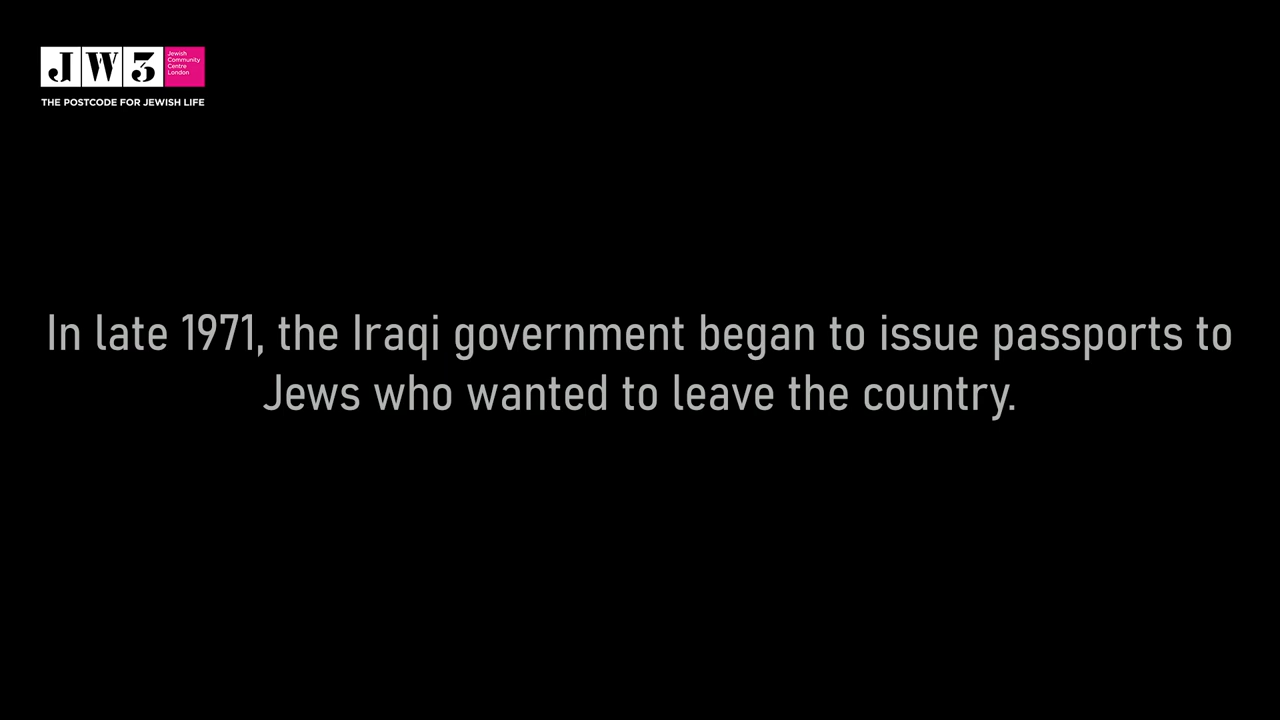 JW3
Jewish
Community
Centre
London
THE POSTCODE FOR JEWISH LIFE
In late 1971, the Iraqi government began to issue passports to
Jews who wanted to leave the country.